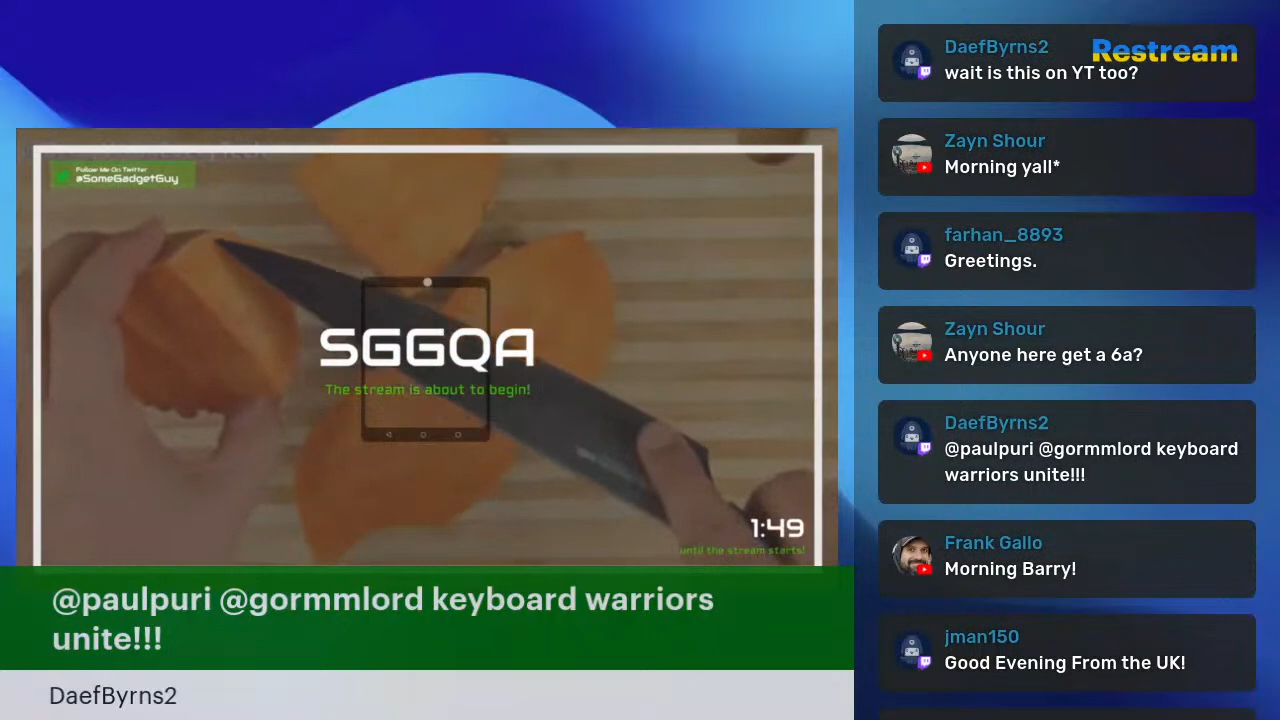 Follow Me On Twitter
@SomeGadgetGuy
SGGQA
The stream is about to begin!
1:49
until the stream starts!
@paulpuri @gormmlord keyboard warriors
unite!!!
DaefByrns2
Restream
DaefByrns2
wait is this on YT too?
Zayn Shour
Morning yall*
farhan_8893
Greetings.
Zayn Shour
Anyone here get a 6a?
DaefByrns2
@paulpuri @gormmlord keyboard
warriors unite!!!
Frank Gallo
Morning Barry!
jman150
Good Evening From the UK!